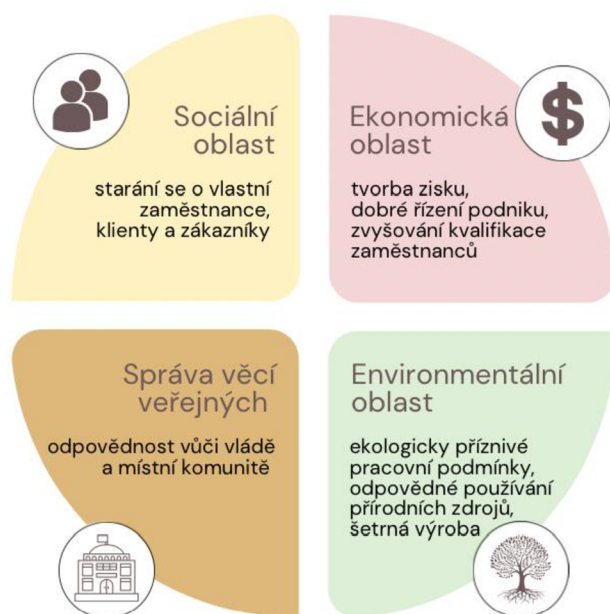 Sociální
oblast
starání se o vlastní
zaměstnance,
klienty a zákazníky
Ekonomická
oblast
$
tvorba zisku,
dobré řízení podniku,
zvyšování kvalifikace
zaměstnanců
Správa věcí
veřejných
odpovědnost vůči vládě
a místní komunitě
Environmentální
oblast
ekologicky příznivé
pracovní podmínky,
odpovědné používání
přírodních zdrojů,
šetrná výroba